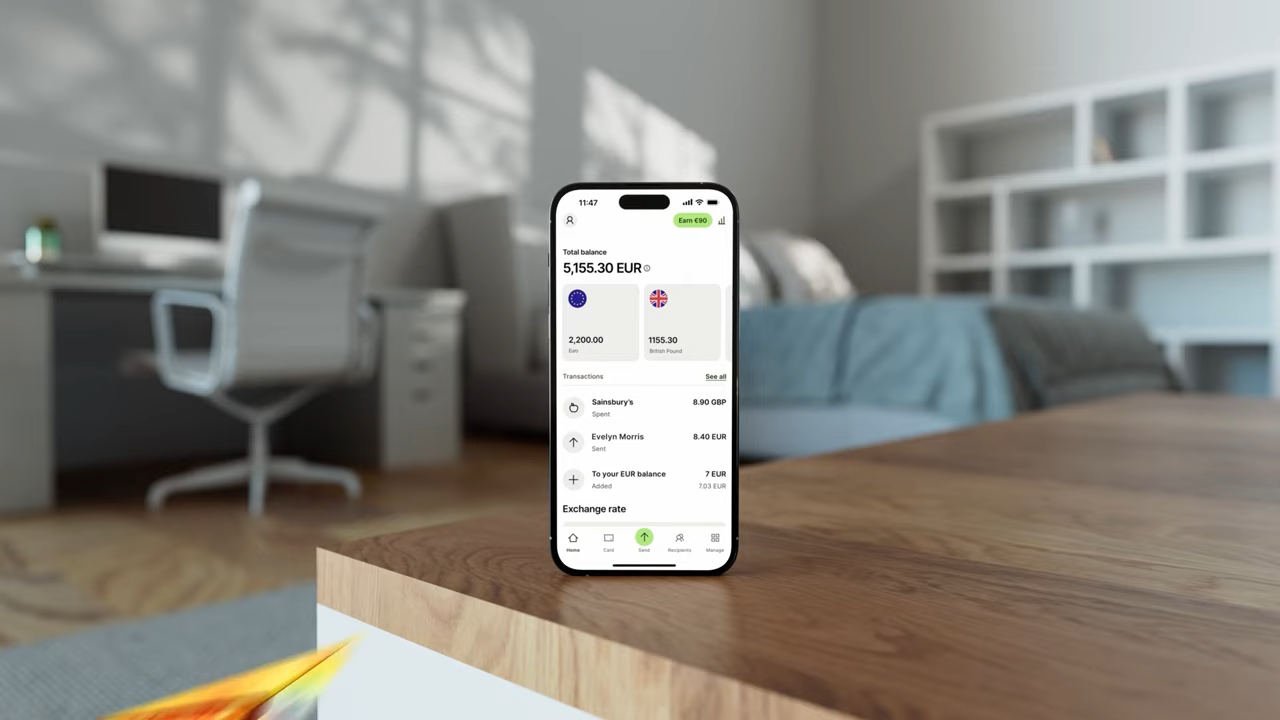 11:47
Earn €90
Total balance
5,155.30 EUR
2,200.00
Euro
1155.30
British Pound
Transactions
See all
Sainsbury's
8.90 GBP
Spent
Evelyn Morris
8.40 EUR
Sent
To your EUR balance
7 EUR
Added
7.03 EUR
Exchange rate
Home
Card
Send
Recipients
Manage